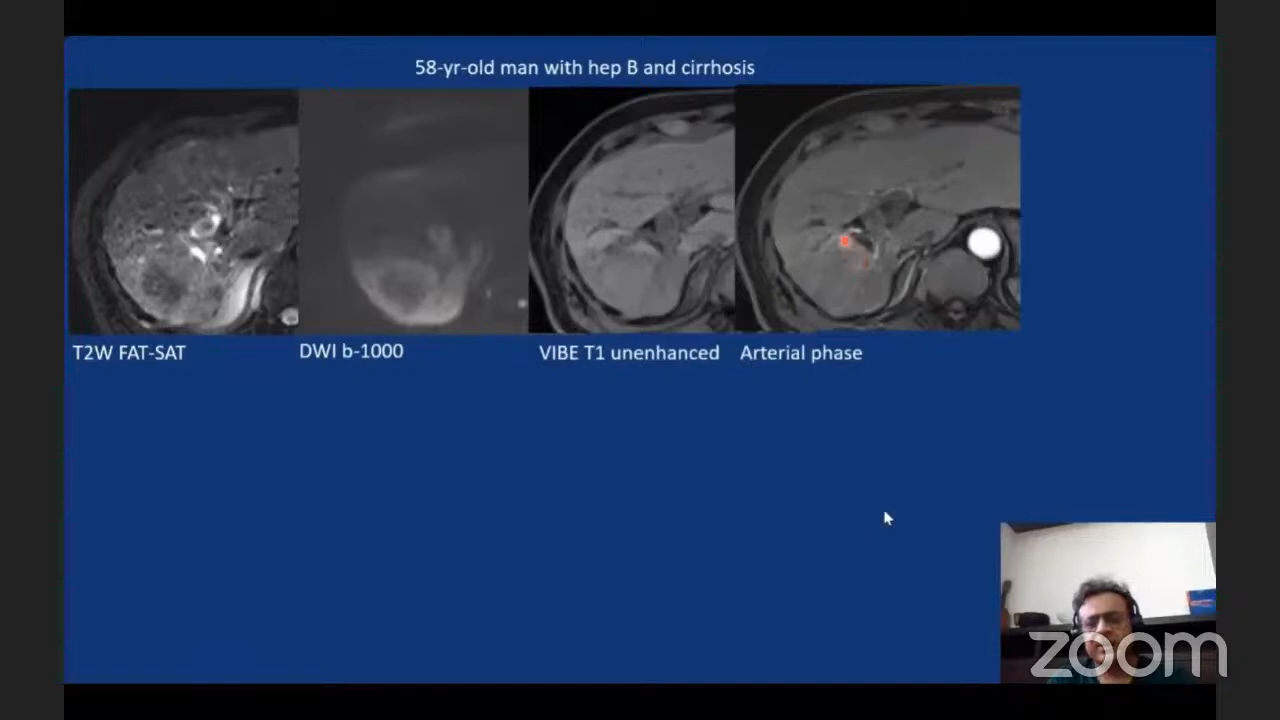 58-yr-old man with hep B and cirrhosis
T2W FAT-SAT
DWI b-1000
VIBE T1 unenhanced
Arterial phase
zoom